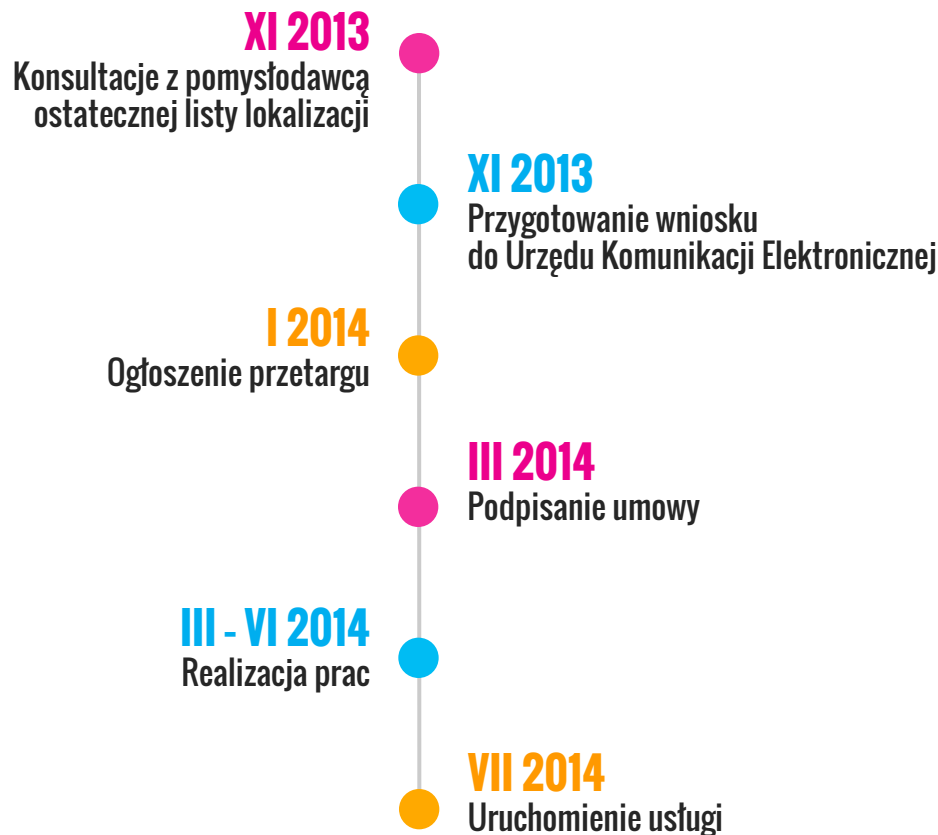 XI 2013
Konsultacje z pomysłodawcą
ostatecznej listy lokalizacji
XI 2013
Przygotowanie wniosku
do Urzędu Komunikacji Elektronicznej
I 2014
Ogłoszenie przetargu
III 2014
Podpisanie umowy
III - VI 2014
Realizacja prac
VII 2014
Uruchomienie usługi